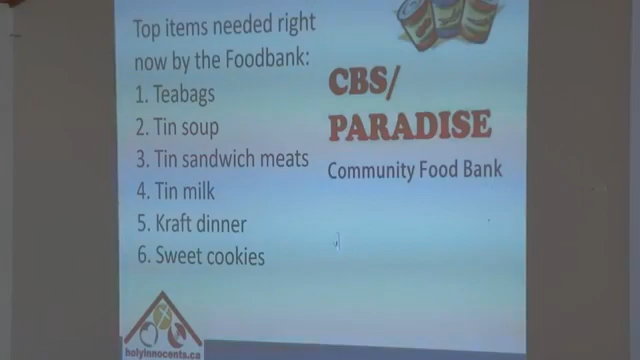 Top items needed right
now by the Foodbank:
1. Teabags
2. Tin soup
3. Tin sandwich meats
4. Tin milk
5. Kraft dinner
6. Sweet cookies
CBS/
PARADISE
Community Food Bank
holyinnocents.ca